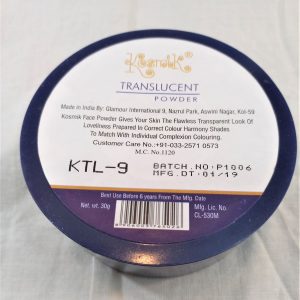 Kosmik
TRANSLUCENT
POWDER
Made in India By: Glamour International 9, Nazrul Park, Aswini Nagar, Kol-59
Kosmik Face Powder Gives Your Skin The Flawless Transparent Look Of
Loveliness Prepared In Correct Colour Harmony Shades
To Match With Individual Complexion Colouring.
Customer Care No.:+91-033-2571 0573
M.C. No.1120
KTL-9
BATCH.NO:P1006
MFG.DT:01/19
Best Use Before 6 years From The Mfg. Date
Net. wt. 30g
Mfg. Lic. No.
CL-530M